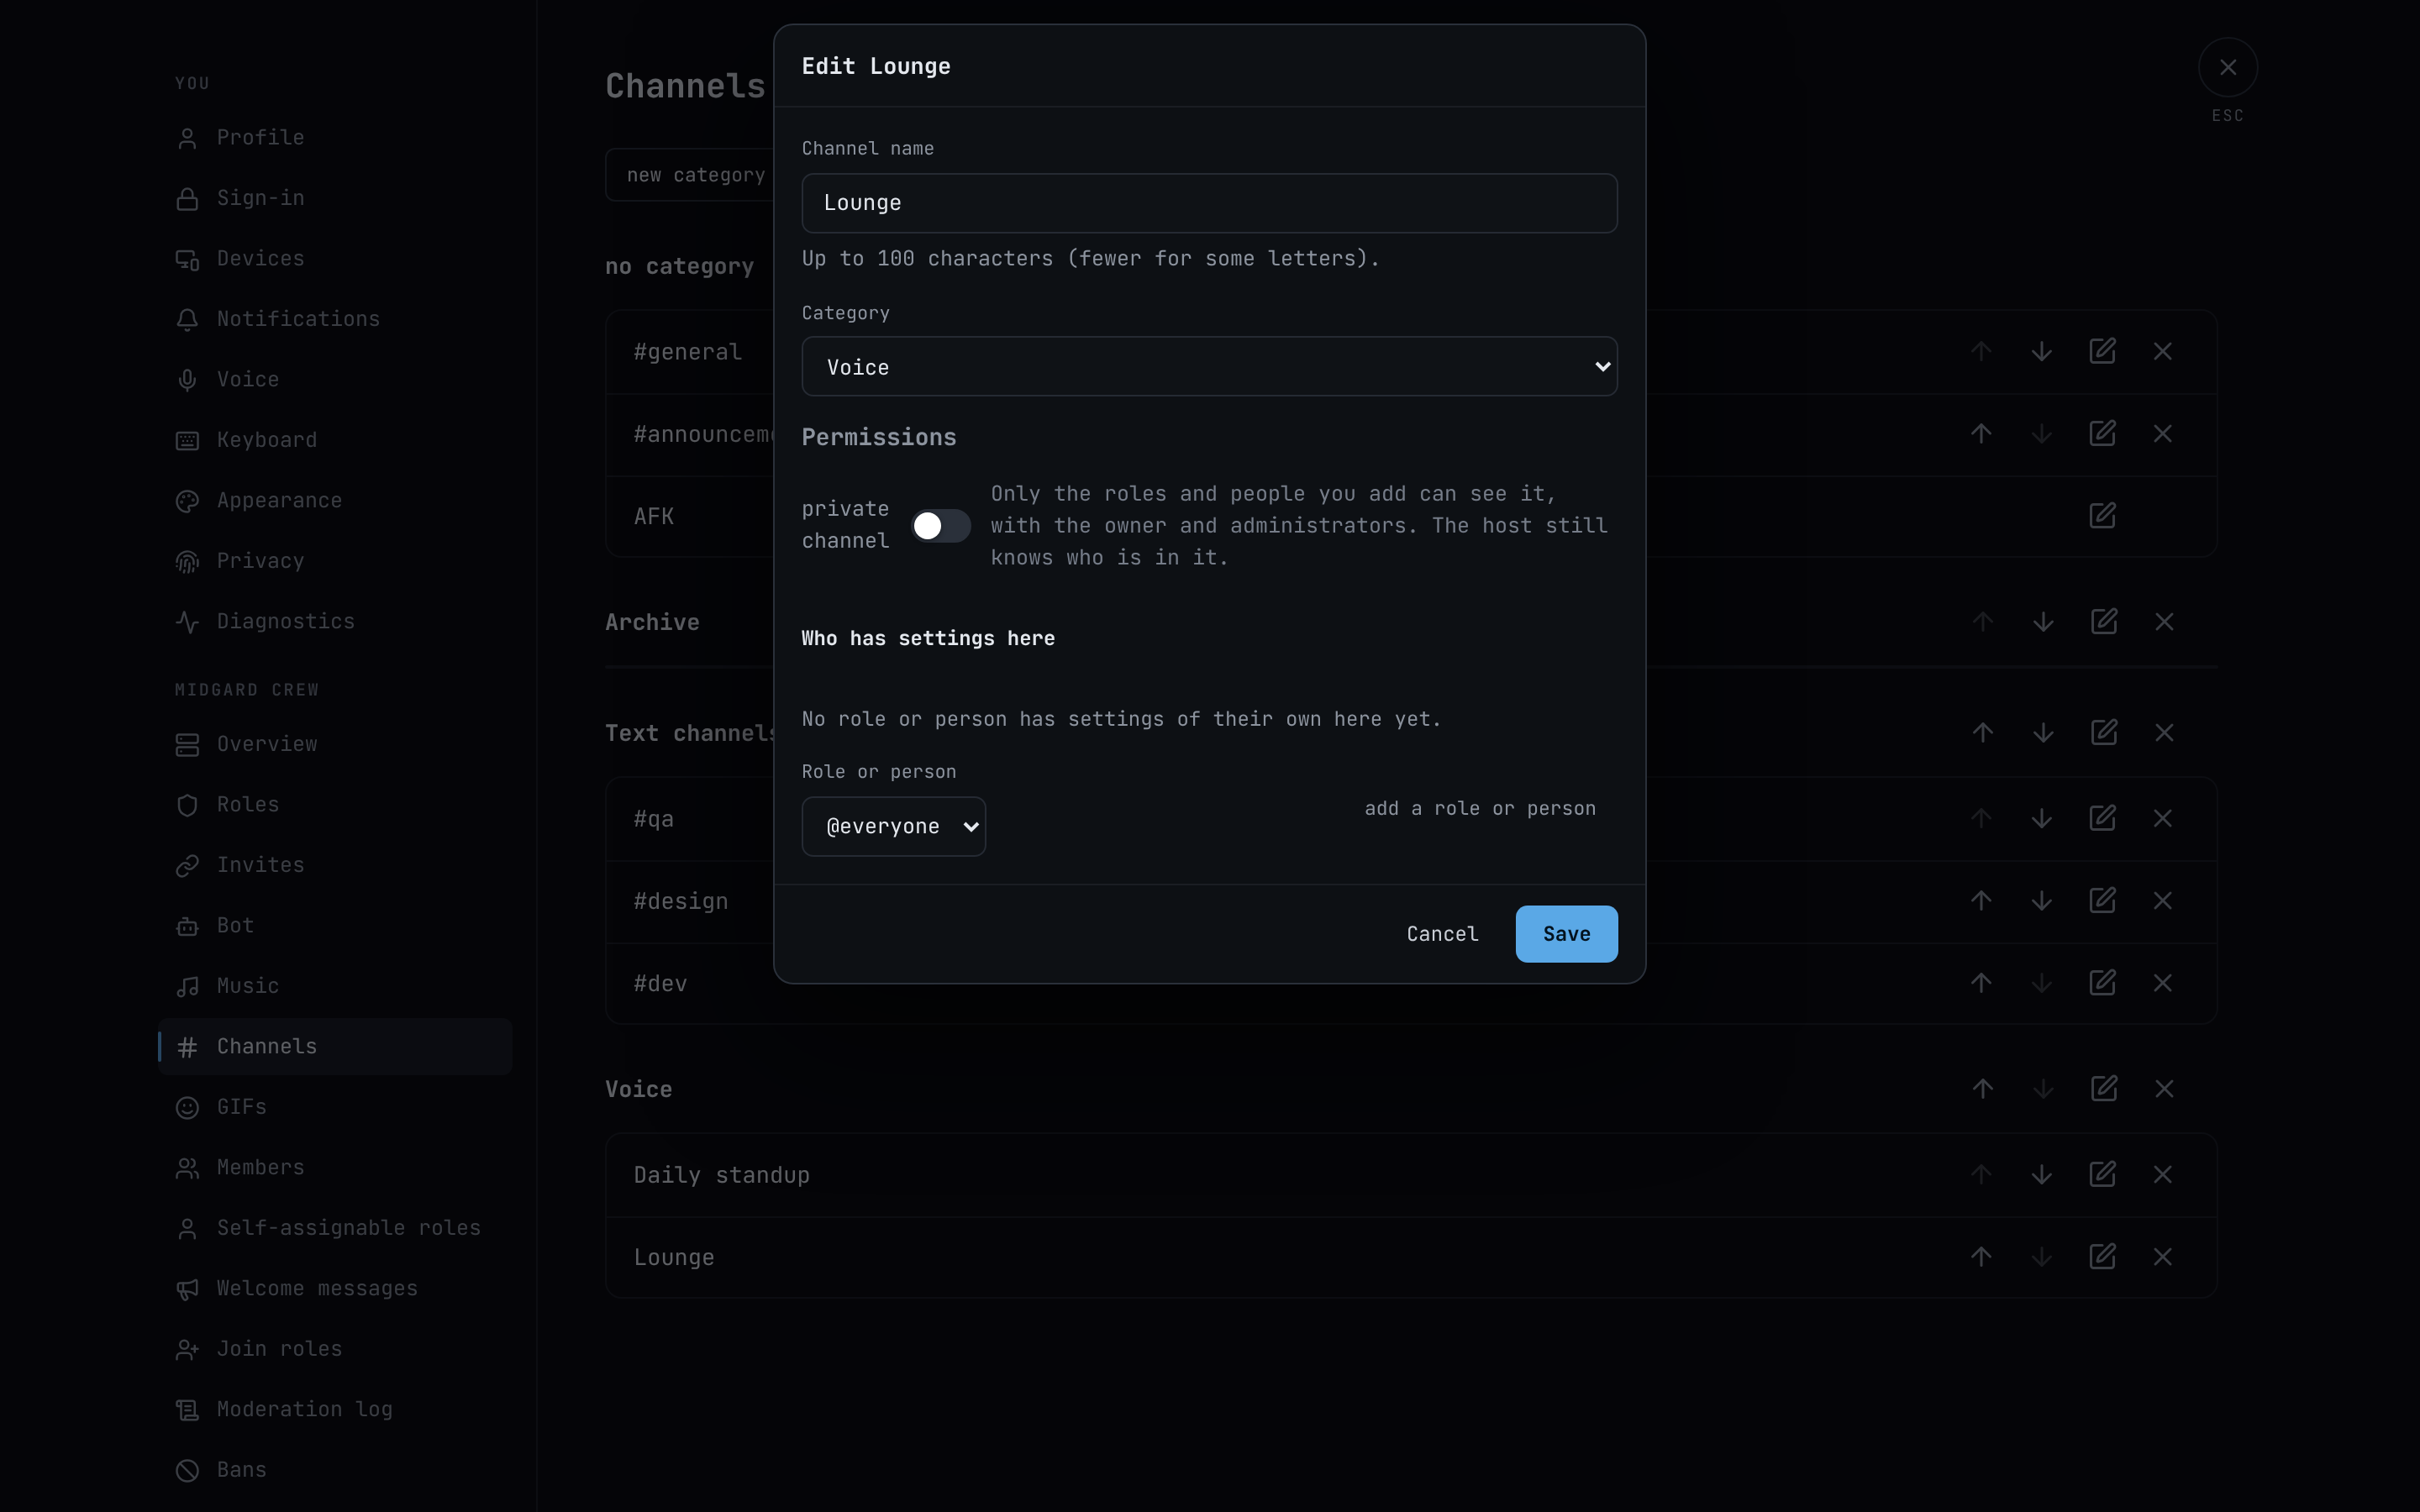 YOU
Profile
Sign-in
Devices
Notifications
Voice
Keyboard
Appearance
Privacy
Diagnostics
MIDGARD CREW
Overview
Roles
Invites
Bot
Music
Channels
GIFs
Members
Self-assignable roles
Welcome messages
Join roles
Moderation log
Bans
Channels
new category
no category
#general
#announcem
AFK
Archive
Text channels
#qa
#design
#dev
Voice
Daily standup
Lounge
ESC
Edit Lounge
Channel name
Lounge
Up to 100 characters (fewer for some letters).
Category
Voice
Permissions
private
channel
Only the roles and people you add can see it,
with the owner and administrators. The host still
knows who is in it.
Who has settings here
No role or person has settings of their own here yet.
Role or person
@everyone
add a role or person
Cancel
Save